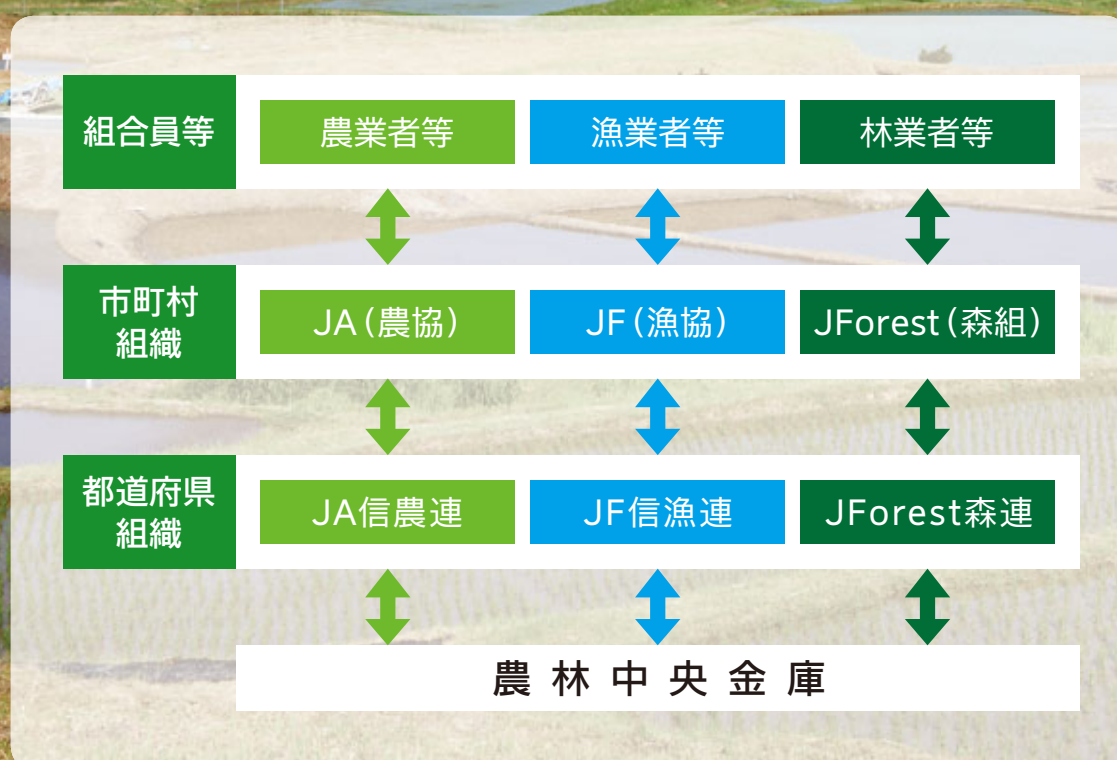 組合員等
農業者等
漁業者等
林業者等
市町村
組織
JA（農協）
JF（漁協）
JForest（森組）
都道府県
組織
JA信農連
JF信漁連
JForest森連
農林中央金庫